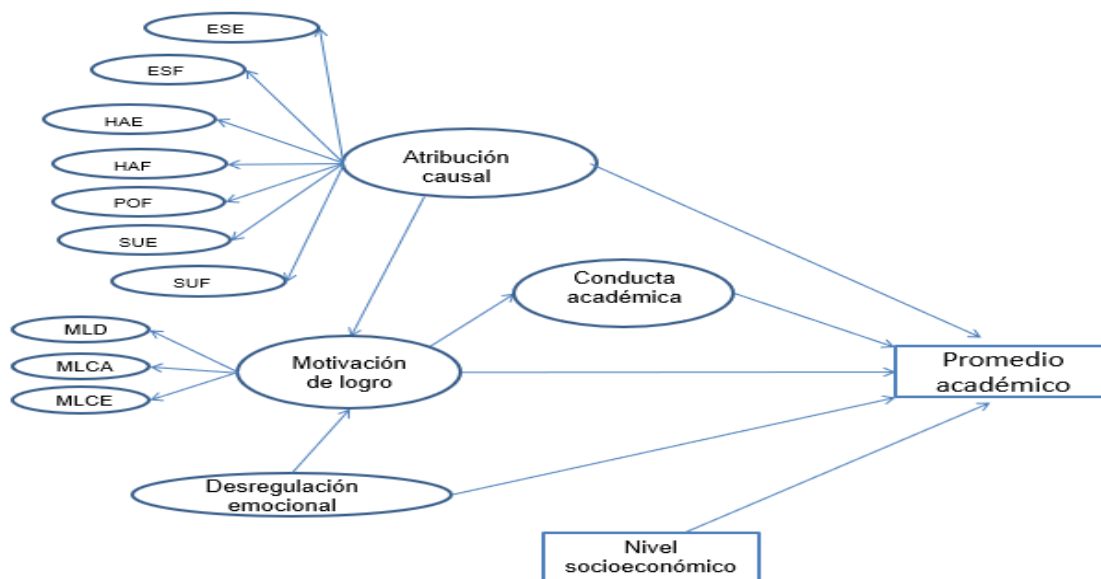 ESE
ESF
HAE
HAF
POF
SUE
SUF
Atribución
causal
Conducta
académica
MLD
MLCA
MLCE
Motivación
de logro
Promedio
académico
Desregulación
emocional
Nivel
socioeconómico